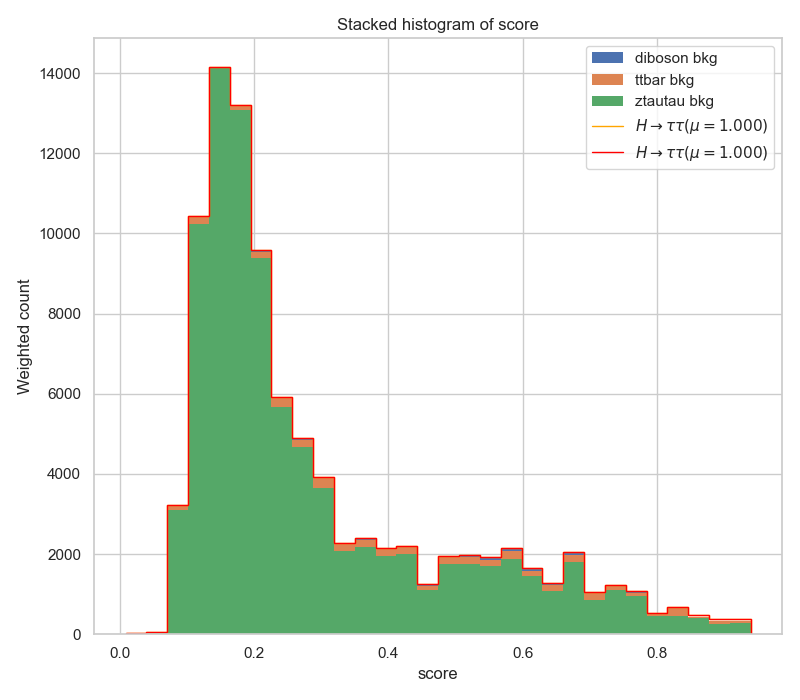 Stacked histogram of score
diboson bkg
ttbar bkg
ztautau bkg
H → ττ(μ = 1.000)
H → ττ(μ = 1.000)
14000
12000
10000
8000
6000
4000
2000
0
Weighted count
0.0 0.2 0.4 0.6 0.8
score